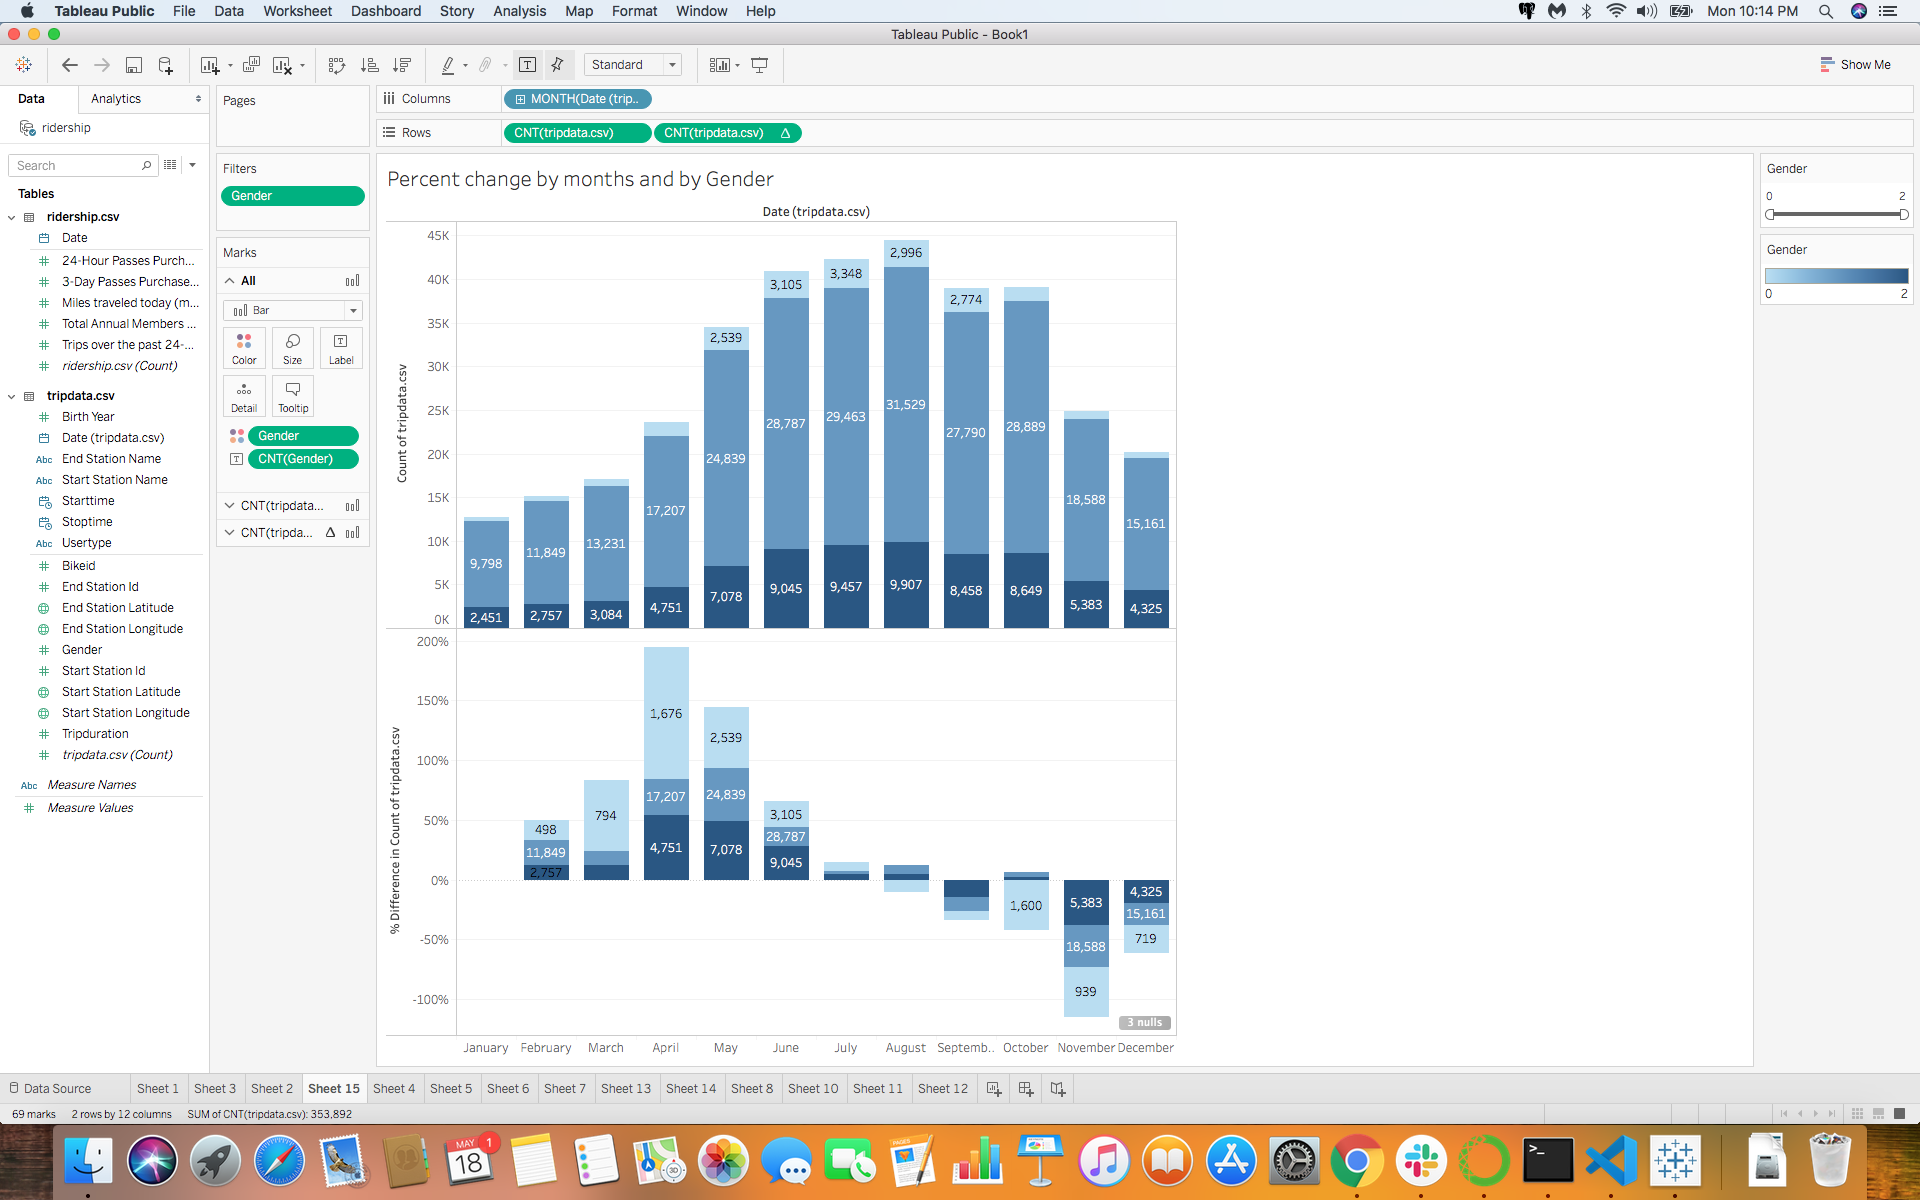 Tableau Public File Data Worksheet Dashboard Story Analysis Map Format Window Help Mon 10:14 PM
Tableau Public - Book1
Standard Show Me
Data Analytics
ridership
Search
Tables
ridership.csv
Date
24-Hour Passes Purch...
3-Day Passes Purchase...
Miles traveled today (m...
Total Annual Members ...
Trips over the past 24-...
ridership.csv (Count)
tripdata.csv
Birth Year
Date (tripdata.csv)
Abc End Station Name
Abc Start Station Name
Starttime
Stoptime
Abc Usertype
Bikeid
End Station Id
End Station Latitude
End Station Longitude
Gender
Start Station Id
Start Station Latitude
Start Station Longitude
Tripduration
tripdata.csv (Count)
Abc Measure Names
Measure Values
Pages
Filters
Gender
Marks
All
Bar
Color Size Label
Detail Tooltip
Gender
CNT(Gender)
CNT(tripdata...
CNT(tripda... Δ
Columns MONTH(Date (trip..
Rows CNT(tripdata.csv) CNT(tripdata.csv) Δ
Percent change by months and by Gender
Date (tripdata.csv)
Count of tripdata.csv
45K
40K
35K
30K
25K
20K
15K
10K
5K
0K
2,539 3,105 3,348 2,996 2,774
9,798 11,849 13,231 17,207 24,839 28,787 29,463 31,529 27,790 28,889 18,588 15,161
2,451 2,757 3,084 4,751 7,078 9,045 9,457 9,907 8,458 8,649 5,383 4,325
% Difference in Count of tripdata.csv
200%
150%
100%
50%
0%
-50%
-100%
498 794 1,676 2,539 3,105
11,849 17,207 24,839 28,787
2,757 4,751 7,078 9,045
1,600 5,383 4,325
18,588 15,161
939 719
3 nulls
January February March April May June July August Septemb.. October November December
Gender
0 2
Gender
0 2
Data Source Sheet 1 Sheet 3 Sheet 2 Sheet 15 Sheet 4 Sheet 5 Sheet 6 Sheet 7 Sheet 13 Sheet 14 Sheet 8 Sheet 10 Sheet 11 Sheet 12
69 marks 2 rows by 12 columns SUM of CNT(tripdata.csv): 353,892
MAY 1
18
PAGES